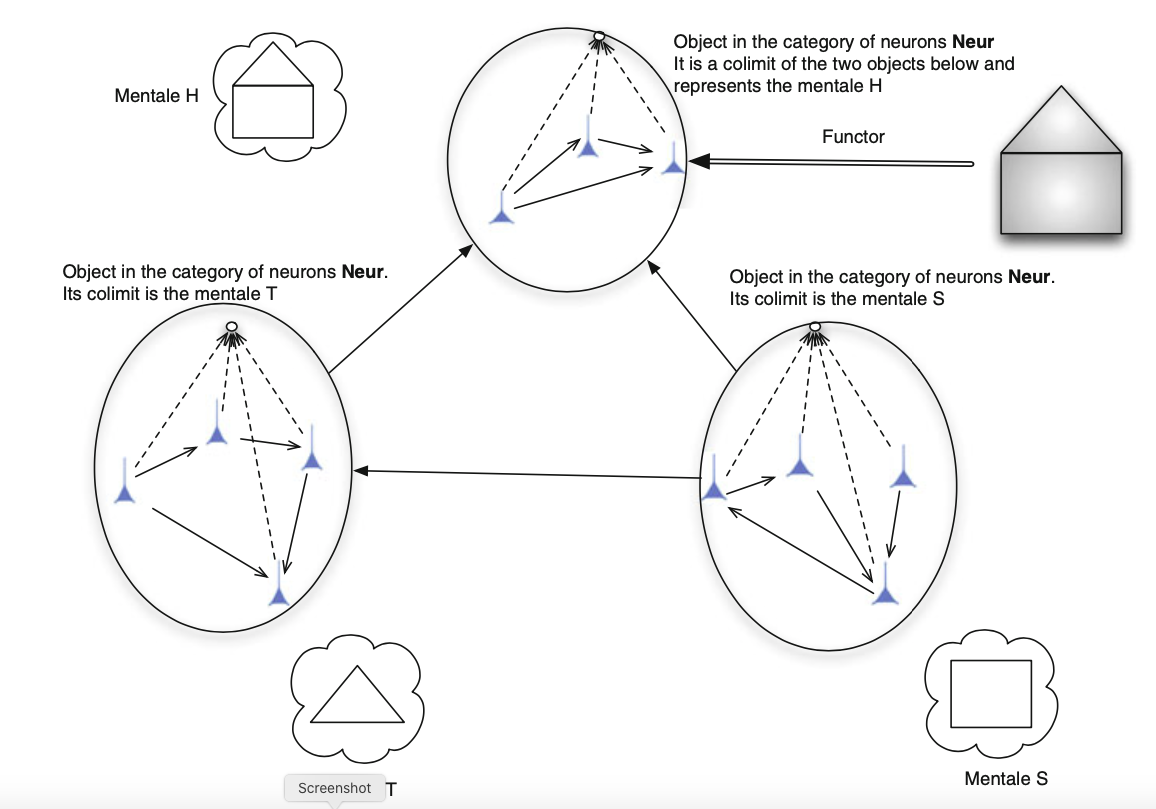 Object in the category of neurons Neur
It is a colimit of the two objects below and
represents the mentale H
Mentale H
Functor
Object in the category of neurons Neur.
Its colimit is the mentale T
Object in the category of neurons Neur.
Its colimit is the mentale S
Mentale S
Screenshot
T